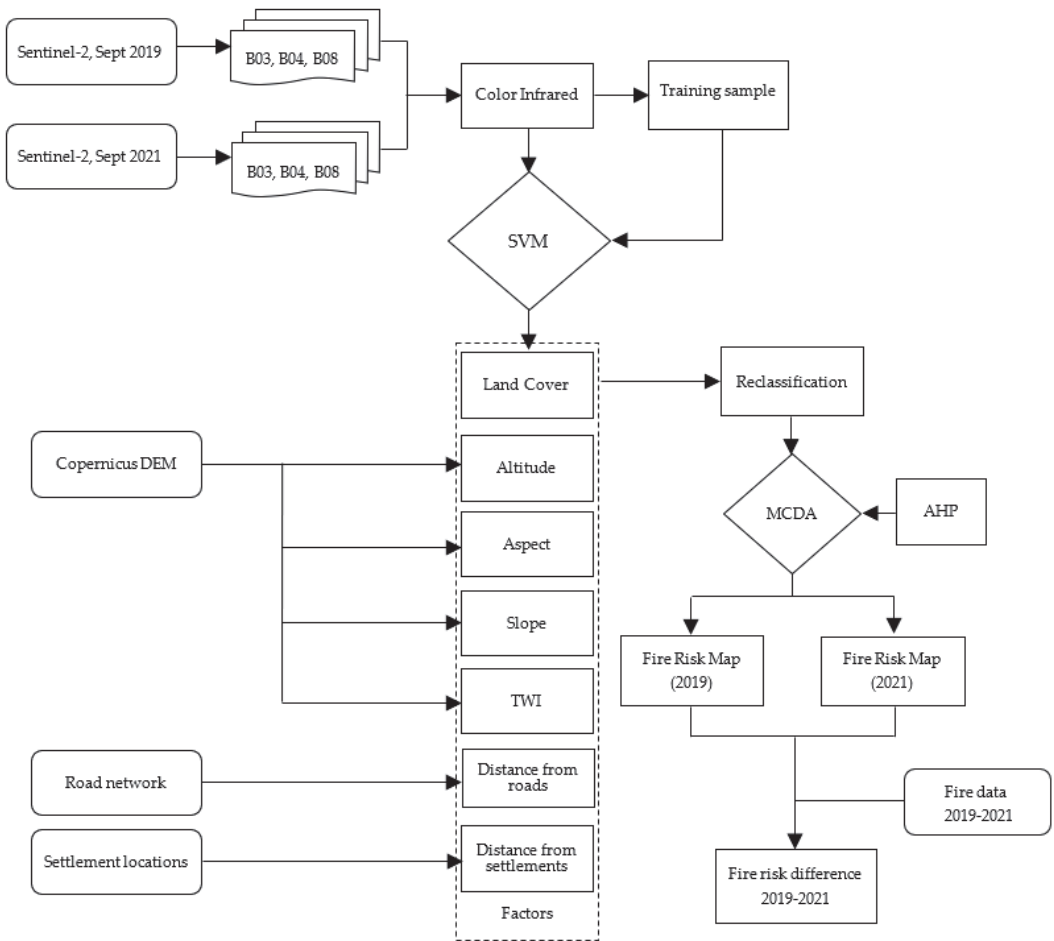 Sentinel-2, Sept 2019
B03, B04, B08
Color Infrared
Training sample
Sentinel-2, Sept 2021
B03, B04, B08
SVM
Land Cover
Reclassification
Copernicus DEM
Altitude
MCDA
AHP
Aspect
Slope
Fire Risk Map
(2019)
Fire Risk Map
(2021)
TWI
Road network
Distance from
roads
Fire data
2019-2021
Settlement locations
Distance from
settlements
Fire risk difference
2019-2021
Factors